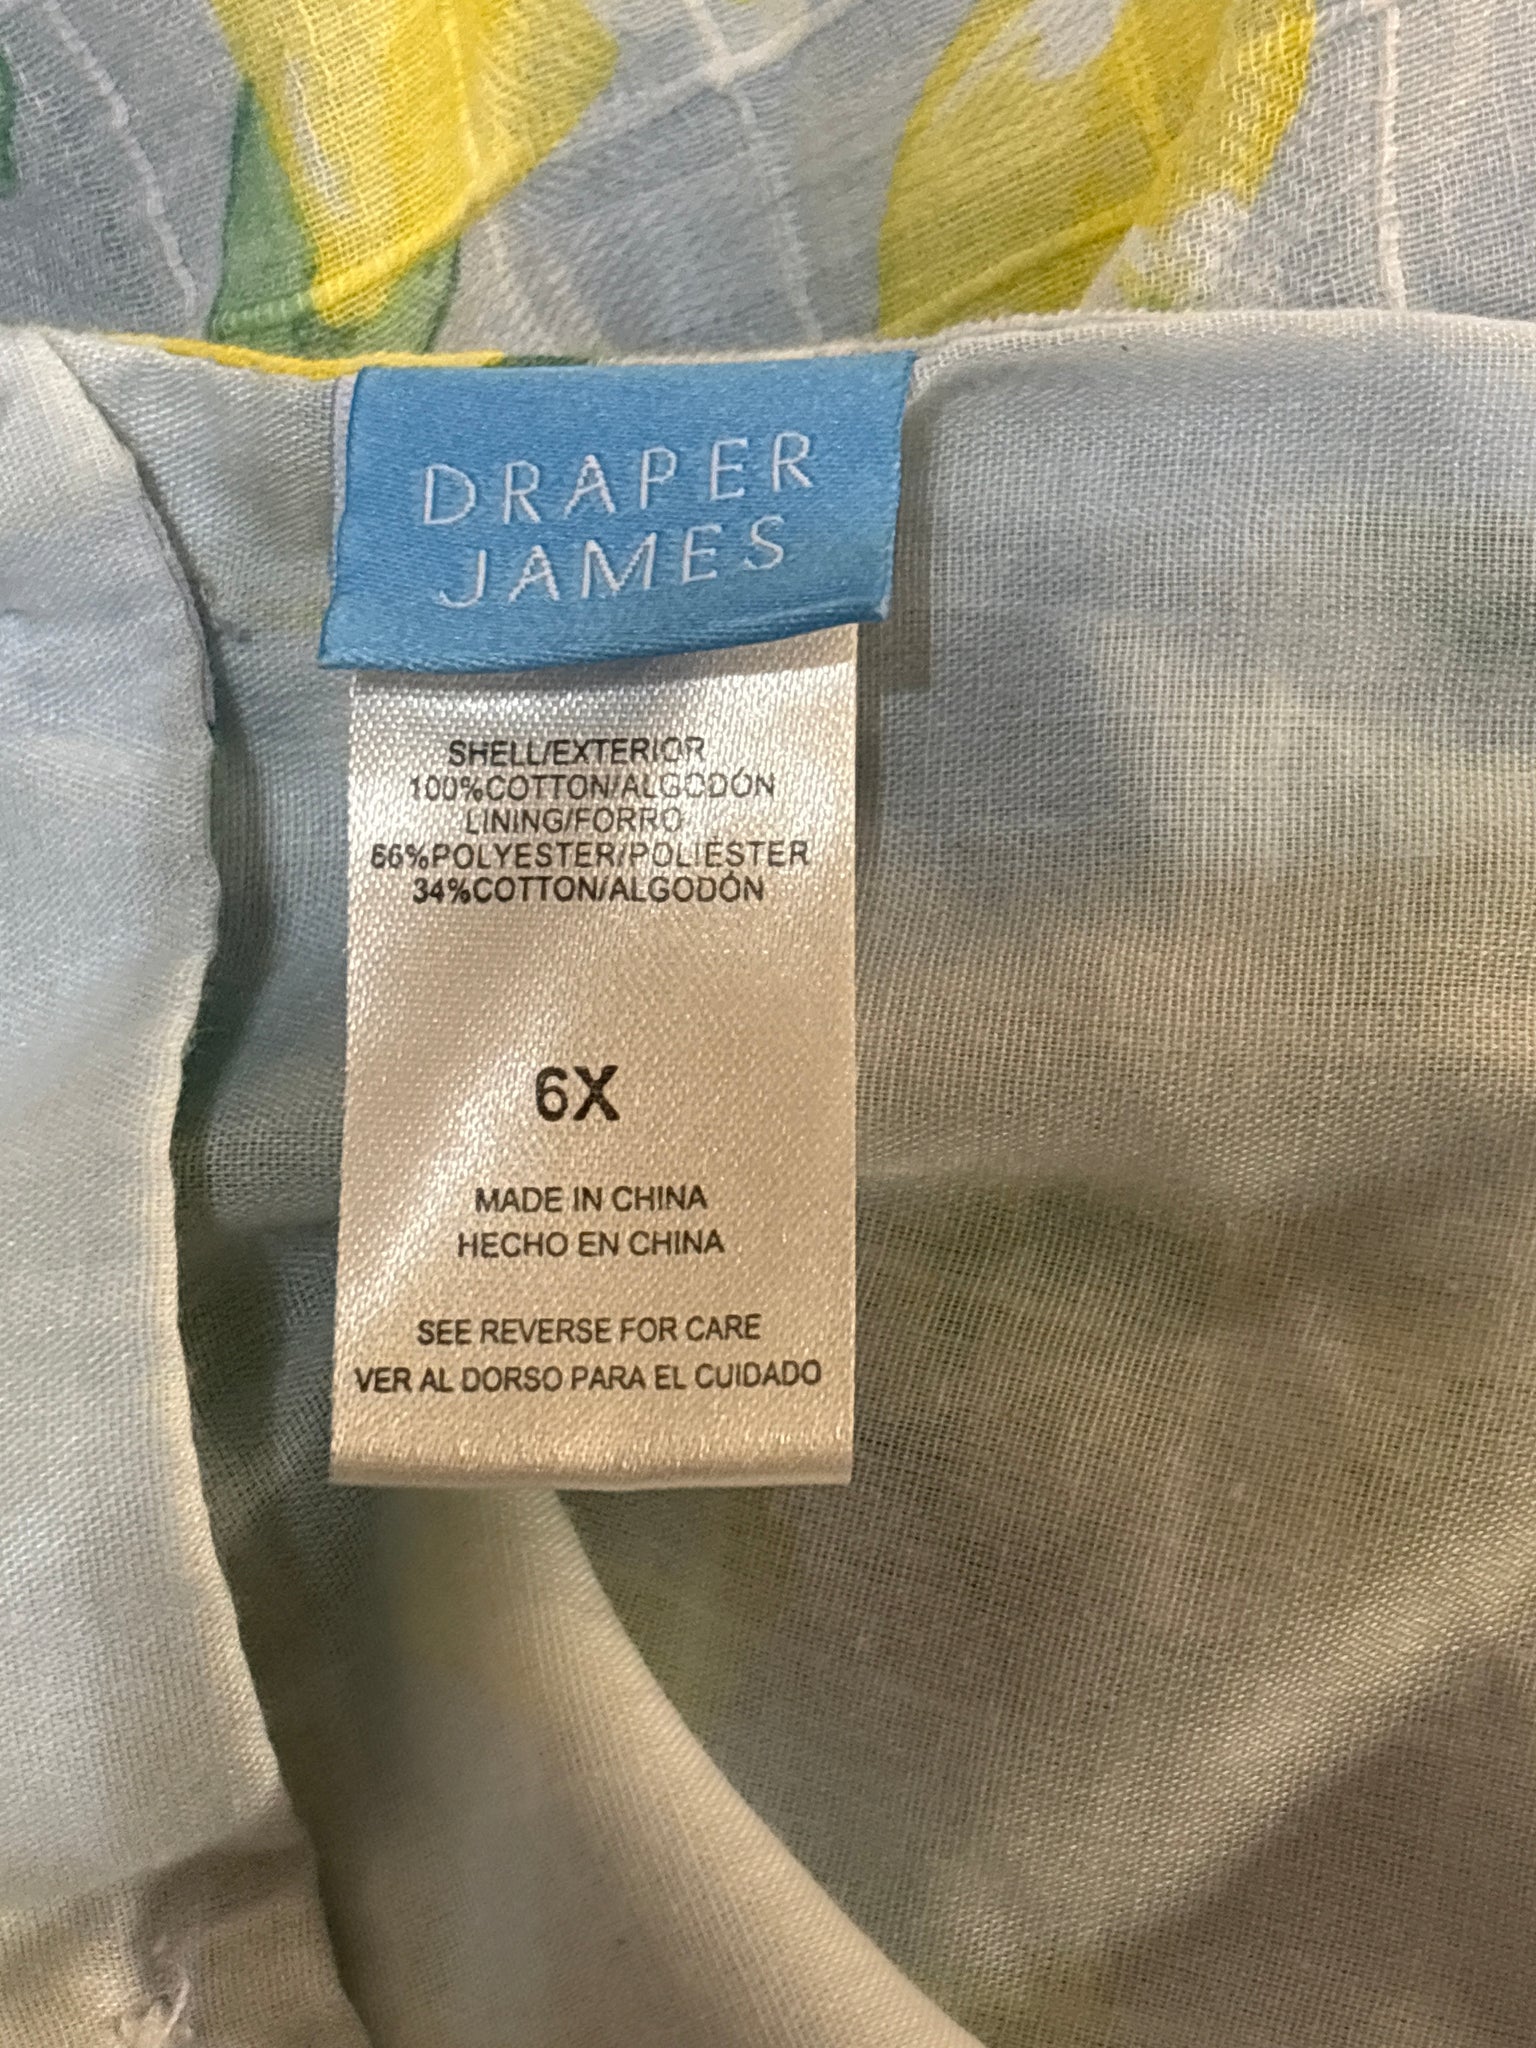 DRAPER
JAMES
SHELL/EXTERIOR
100%COTTON/ALGODÓN
LINING/FORRO
66%POLYESTER/POLIÉSTER
34%COTTON/ALGODÓN
6X
MADE IN CHINA
HECHO EN CHINA
SEE REVERSE FOR CARE
VER AL DORSO PARA EL CUIDADO